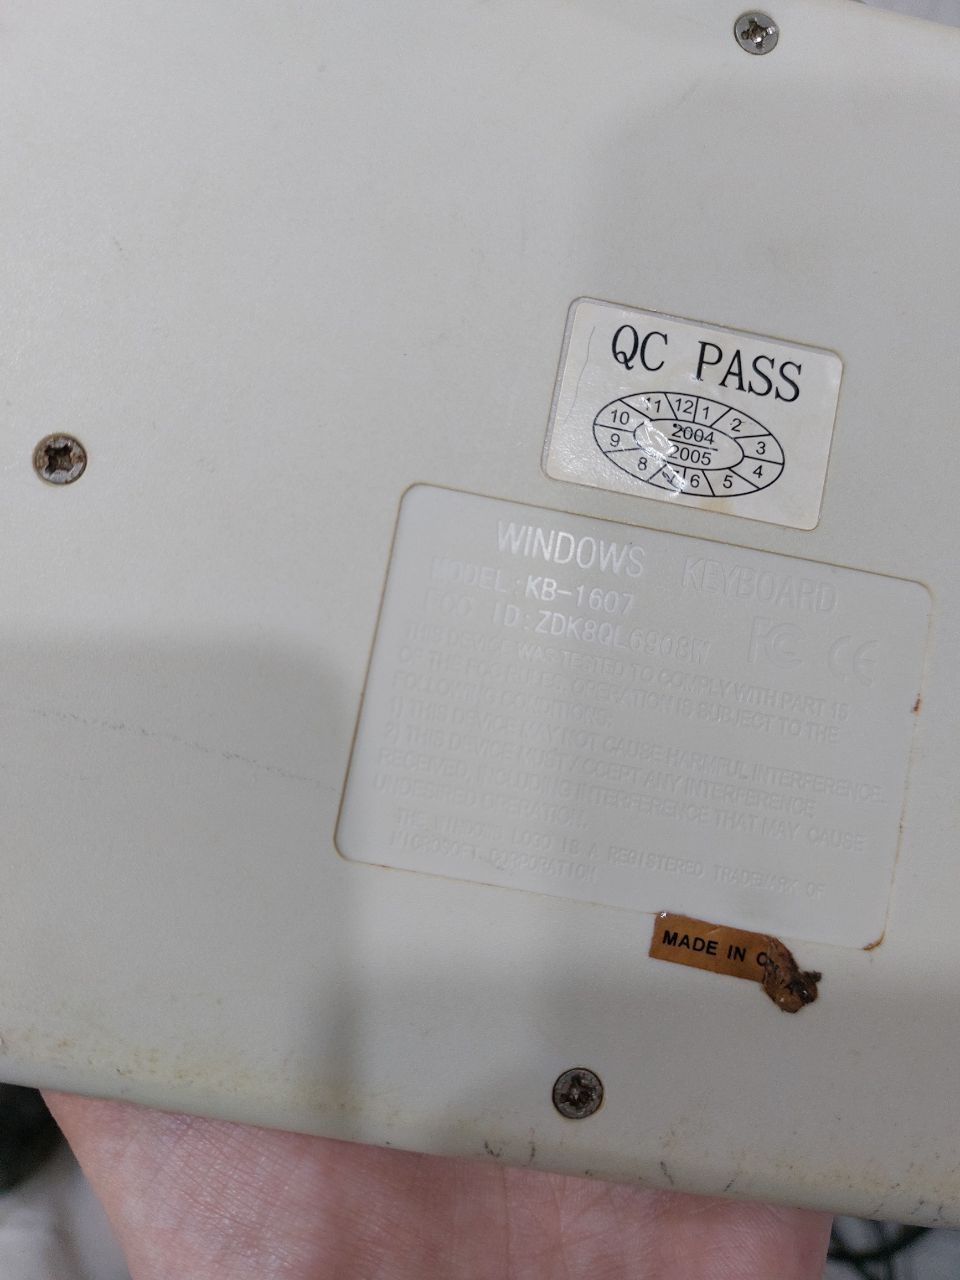 QC PASS
11 12 1 2 3 4 5 6 7 8 9 10
2004
2005
WINDOWS KEYBOARD
MODEL:KB-1607
FCC ID:ZDK8QL6908W
FC CE
THIS DEVICE WAS TESTED TO COMPLY WITH PART 15
OF THE FCC RULES. OPERATION IS SUBJECT TO THE
FOLLOWING CONDITIONS:
1) THIS DEVICE MAY NOT CAUSE HARMFUL INTERFERENCE.
2) THIS DEVICE MUST ACCEPT ANY INTERFERENCE
RECEIVED, INCLUDING INTERFERENCE THAT MAY CAUSE
UNDESIRED OPERATION.
THE WINDOWS LOGO IS A REGISTERED TRADEMARK OF
MICROSOFT CORPORATION
MADE IN